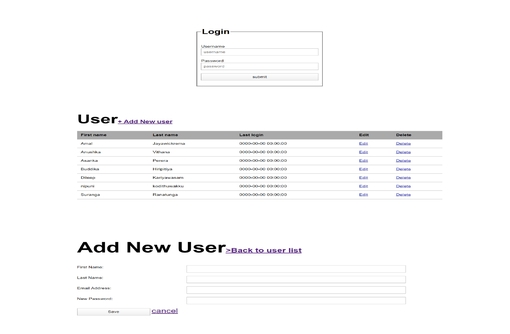 Login
Username
username
Password
password
submit
User+ Add New user
First name Last name Last login Edit Delete
Amal Jayawickrama 0000-00-00 00:00:00 Edit Delete
Anushka Vithana 0000-00-00 00:00:00 Edit Delete
Asanka Perera 0000-00-00 00:00:00 Edit Delete
Buddika Hiripitiya 0000-00-00 00:00:00 Edit Delete
Dileep Kariyawasam 0000-00-00 00:00:00 Edit Delete
nipuni 0000-00-00 00:00:00 Edit Delete
Suranga Ranatunga 0000-00-00 00:00:00 Edit Delete
Add New User>Back to user list
First Name:
Last Name:
Email Address:
New Password:
Save cancel